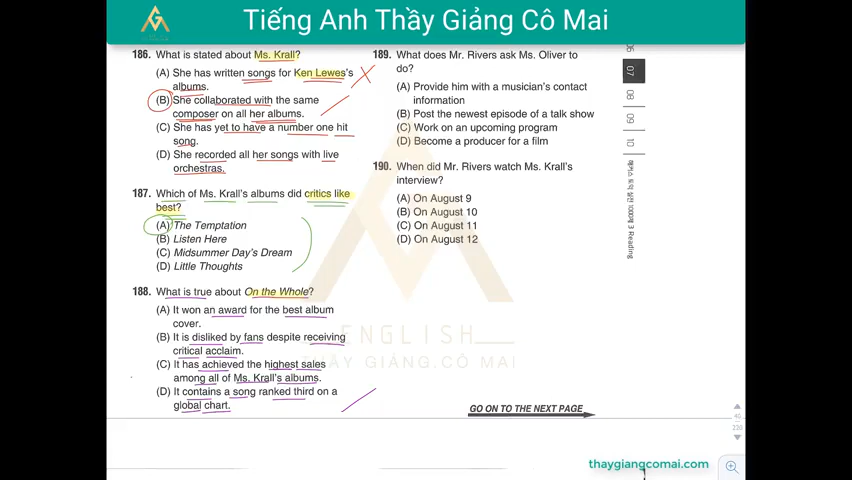 Tiếng Anh Thầy Giảng Cô Mai
186. What is stated about Ms. Krall?
(A) She has written songs for Ken Lewes's
albums.
(B) She collaborated with the same
composer on all her albums.
(C) She has yet to have a number one hit
song.
(D) She recorded all her songs with live
orchestras.
187. Which of Ms. Krall's albums did critics like
best?
(A) The Temptation
(B) Listen Here
(C) Midsummer Day's Dream
(D) Little Thoughts
188. What is true about On the Whole?
(A) It won an award for the best album
cover.
(B) It is disliked by fans despite receiving
critical acclaim.
(C) It has achieved the highest sales
among all of Ms. Krall's albums.
(D) It contains a song ranked third on a
global chart.
189. What does Mr. Rivers ask Ms. Oliver to
do?
(A) Provide him with a musician's contact
information
(B) Post the newest episode of a talk show
(C) Work on an upcoming program
(D) Become a producer for a film
190. When did Mr. Rivers watch Ms. Krall's
interview?
(A) On August 9
(B) On August 10
(C) On August 11
(D) On August 12
ENGLISH
THẦY GIẢNG.CÔ MAI
GO ON TO THE NEXT PAGE
07
08
09
10
Reading
thaygiangcomai.com